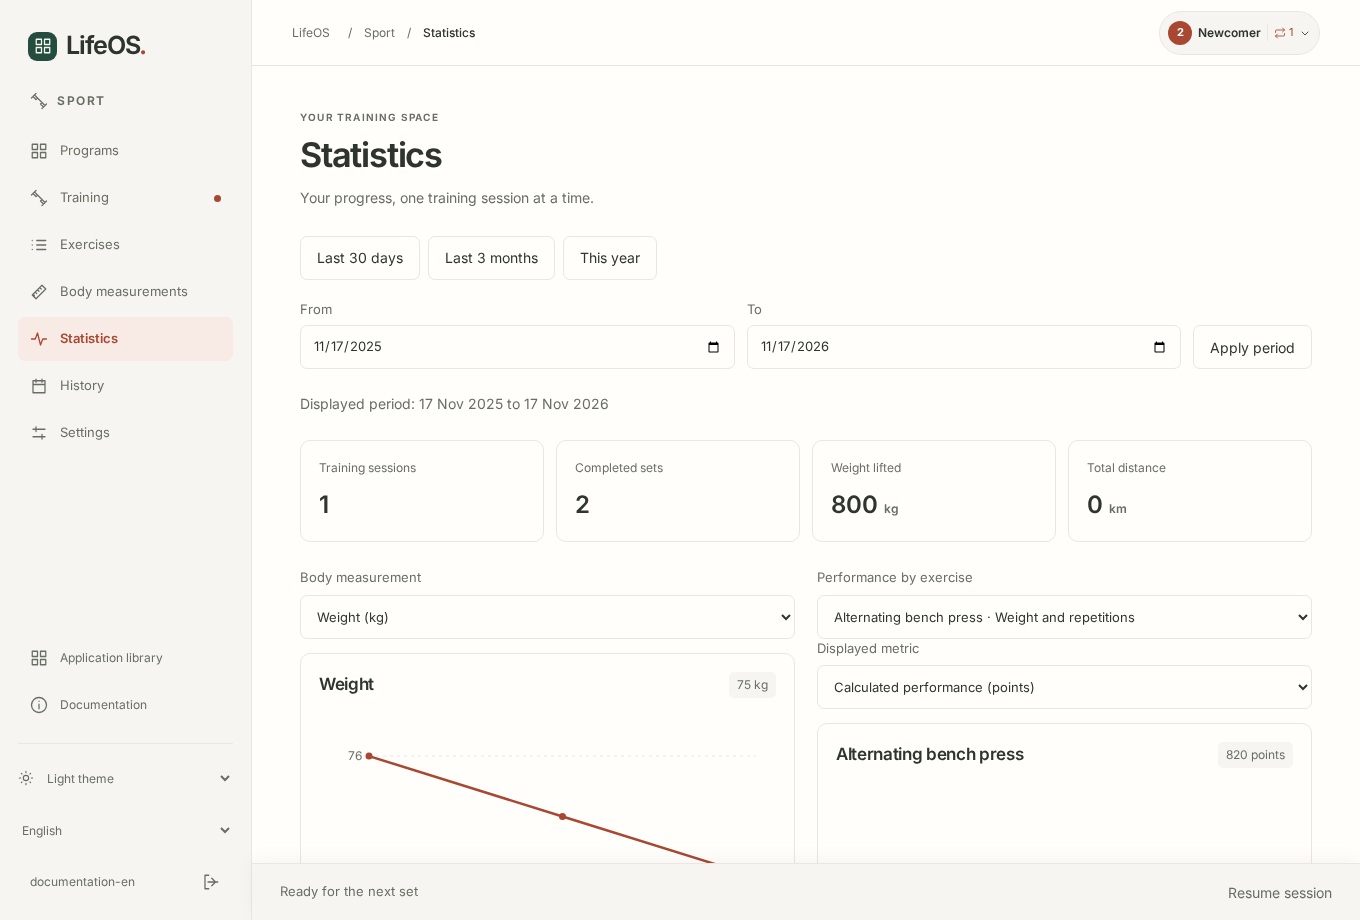 LifeOS.
SPORT
Programs
Training
Exercises
Body measurements
Statistics
History
Settings
Application library
Documentation
Light theme
English
documentation-en
LifeOS / Sport / Statistics
2 Newcomer 1
YOUR TRAINING SPACE
Statistics
Your progress, one training session at a time.
Last 30 days Last 3 months This year
From To
11/17/2025 11/17/2026 Apply period
Displayed period: 17 Nov 2025 to 17 Nov 2026
Training sessions Completed sets Weight lifted Total distance
1 2 800 kg 0 km
Body measurement
Weight (kg)
Weight 75 kg
76
Performance by exercise
Alternating bench press · Weight and repetitions
Displayed metric
Calculated performance (points)
Alternating bench press 820 points
Ready for the next set Resume session